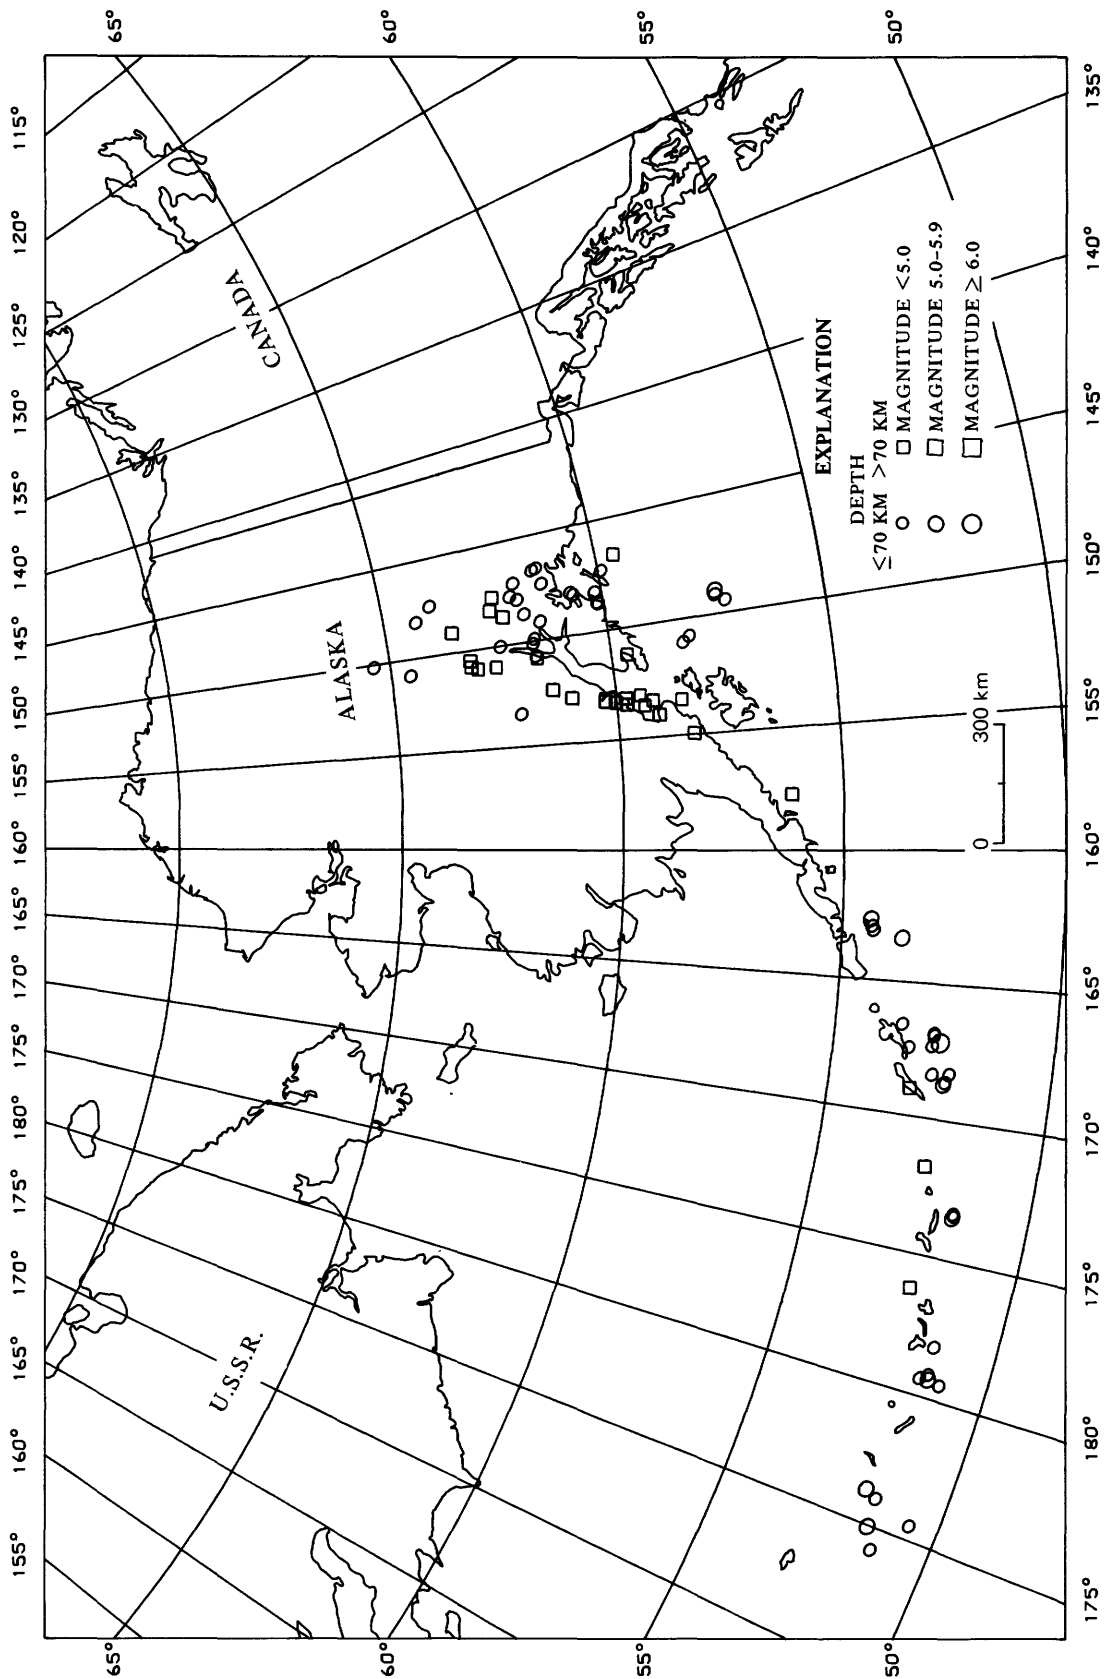 155° 160° 165° 170° 175° 180° 175° 170° 165° 160° 155° 150° 145° 140° 135° 130° 125° 120° 115°
65° 65°
U.S.S.R.
CANADA
ALASKA
60° 60°
55° 55°
EXPLANATION
DEPTH
≤70 KM >70 KM
MAGNITUDE <5.0
50° 50°
MAGNITUDE 5.0–5.9
MAGNITUDE ≥ 6.0
0 300 km
175° 180° 175° 170° 165° 160° 155° 150° 145° 140° 135°